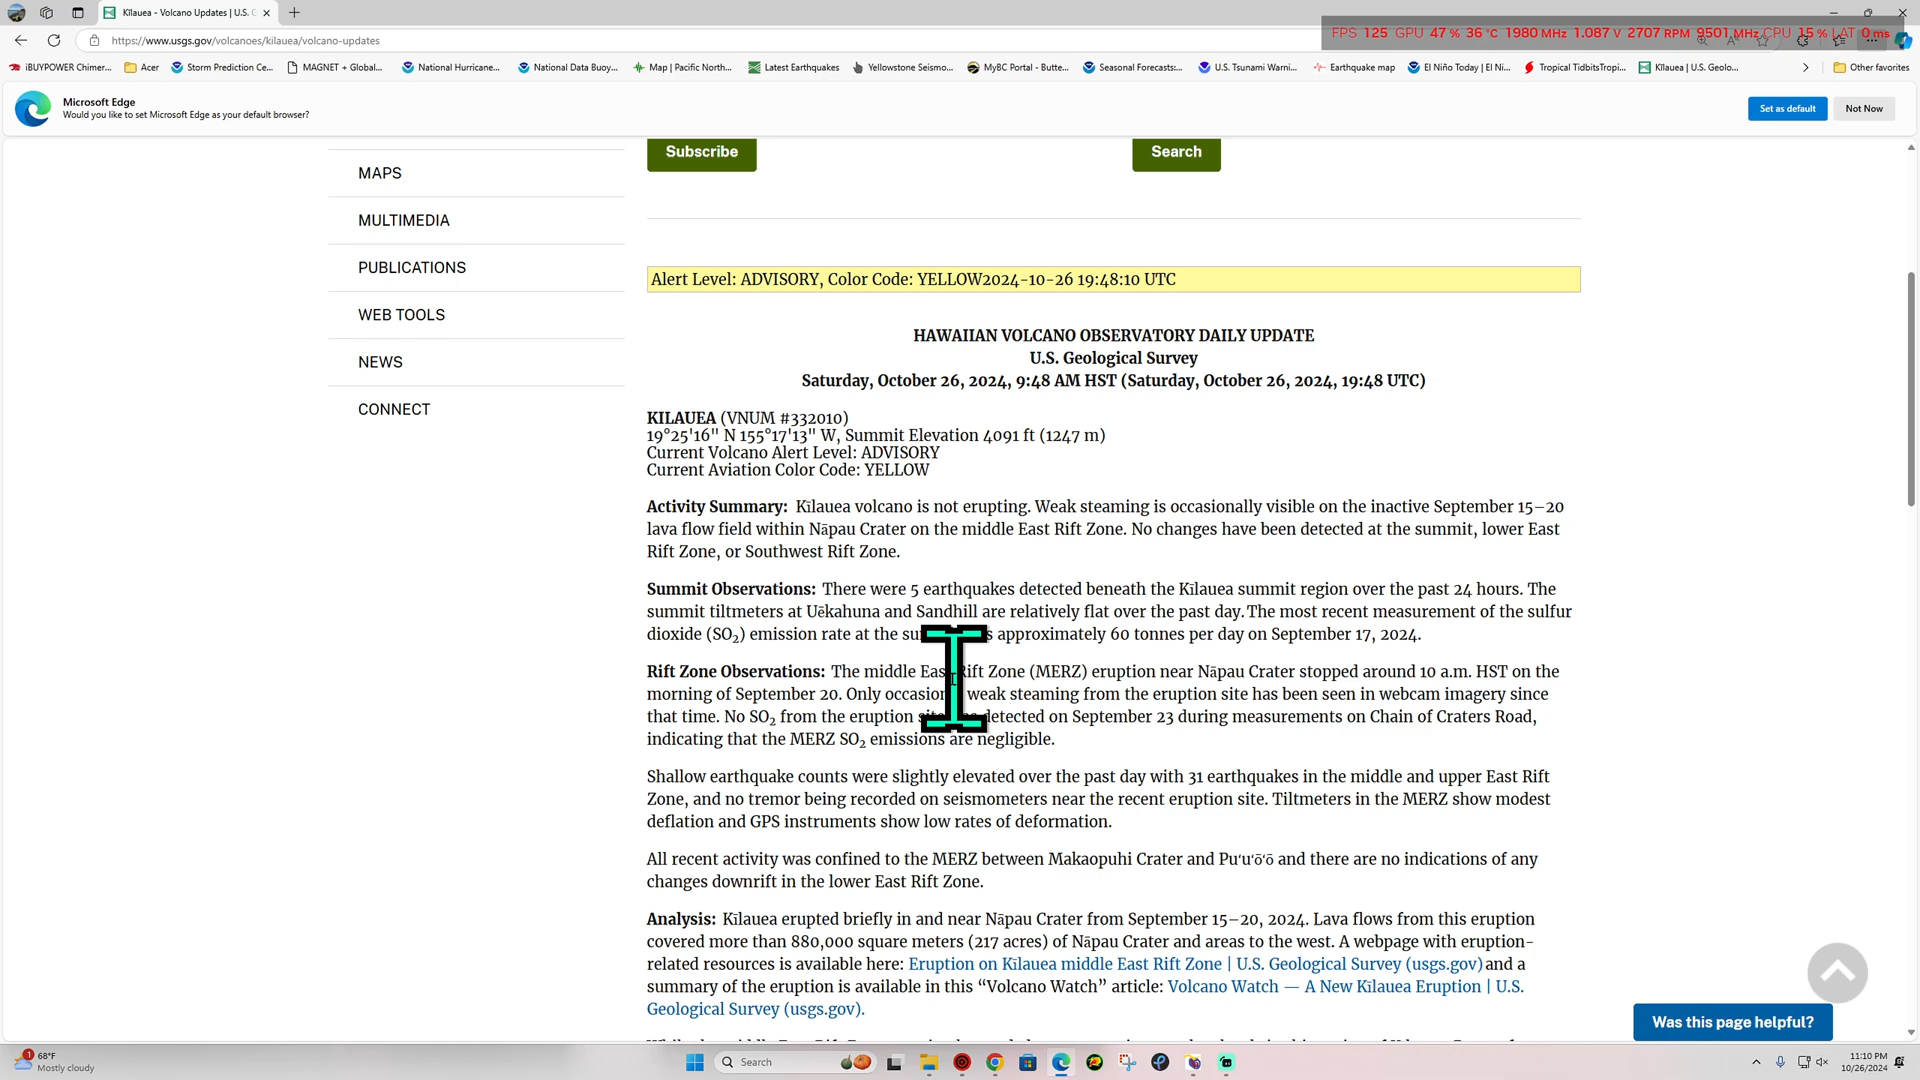 Kīlauea - Volcano Updates | U.S. G
https://www.usgs.gov/volcanoes/kilauea/volcano-updates
FPS 125 GPU 47 % 36 °C 1980 MHz 1.087 V 2707 RPM 9501 MHz CPU 15 % LAT 0 ms
iBUYPOWER Chimer... Acer Storm Prediction Ce... MAGNET + Global... National Hurricane... National Data Buoy... Map | Pacific North... Latest Earthquakes Yellowstone Seismo... MyBC Portal - Butte... Seasonal Forecasts:... U.S. Tsunami Warni... Earthquake map El Niño Today | El Ni... Tropical TidbitsTropi... Kīlauea | U.S. Geolo... Other favorites
Microsoft Edge
Would you like to set Microsoft Edge as your default browser?
Set as default Not Now
MAPS
MULTIMEDIA
PUBLICATIONS
WEB TOOLS
NEWS
CONNECT
Subscribe Search
Alert Level: ADVISORY, Color Code: YELLOW2024-10-26 19:48:10 UTC
HAWAIIAN VOLCANO OBSERVATORY DAILY UPDATE
U.S. Geological Survey
Saturday, October 26, 2024, 9:48 AM HST (Saturday, October 26, 2024, 19:48 UTC)
KILAUEA (VNUM #332010)
19°25'16" N 155°17'13" W, Summit Elevation 4091 ft (1247 m)
Current Volcano Alert Level: ADVISORY
Current Aviation Color Code: YELLOW
Activity Summary: Kīlauea volcano is not erupting. Weak steaming is occasionally visible on the inactive September 15–20
lava flow field within Nāpau Crater on the middle East Rift Zone. No changes have been detected at the summit, lower East
Rift Zone, or Southwest Rift Zone.
Summit Observations: There were 5 earthquakes detected beneath the Kīlauea summit region over the past 24 hours. The
summit tiltmeters at Uēkahuna and Sandhill are relatively flat over the past day. The most recent measurement of the sulfur
dioxide (SO₂) emission rate at the approximately 60 tonnes per day on September 17, 2024.
Rift Zone Observations: The middle East Rift Zone (MERZ) eruption near Nāpau Crater stopped around 10 a.m. HST on the
morning of September 20. Only occasional weak steaming from the eruption site has been seen in webcam imagery since
that time. No SO₂ from the eruption detected on September 23 during measurements on Chain of Craters Road,
indicating that the MERZ SO₂ emissions are negligible.
Shallow earthquake counts were slightly elevated over the past day with 31 earthquakes in the middle and upper East Rift
Zone, and no tremor being recorded on seismometers near the recent eruption site. Tiltmeters in the MERZ show modest
deflation and GPS instruments show low rates of deformation.
All recent activity was confined to the MERZ between Makaopuhi Crater and Puʻuʻōʻō and there are no indications of any
changes downrift in the lower East Rift Zone.
Analysis: Kīlauea erupted briefly in and near Nāpau Crater from September 15–20, 2024. Lava flows from this eruption
covered more than 880,000 square meters (217 acres) of Nāpau Crater and areas to the west. A webpage with eruption-
related resources is available here: Eruption on Kīlauea middle East Rift Zone | U.S. Geological Survey (usgs.gov) and a
summary of the eruption is available in this “Volcano Watch” article: Volcano Watch — A New Kīlauea Eruption | U.S.
Geological Survey (usgs.gov).
Was this page helpful?
1 68°F
Mostly cloudy
Search
11:10 PM
10/26/2024